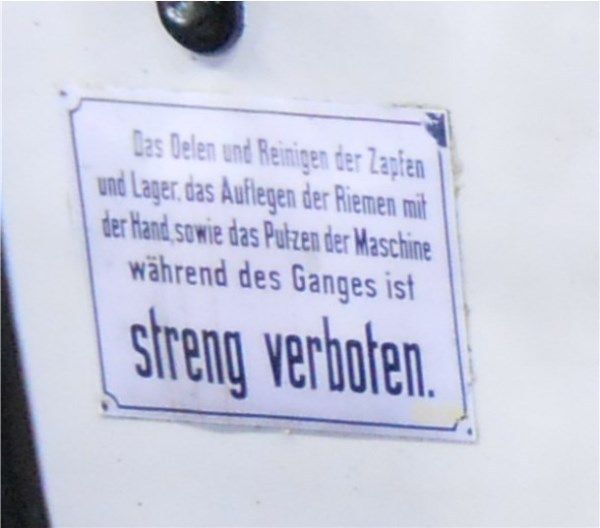 Das Oelen und Reinigen der Zapfen
und Lager, das Auflegen der Riemen mit
der Hand, sowie das Putzen der Maschine
während des Ganges ist
streng verboten.